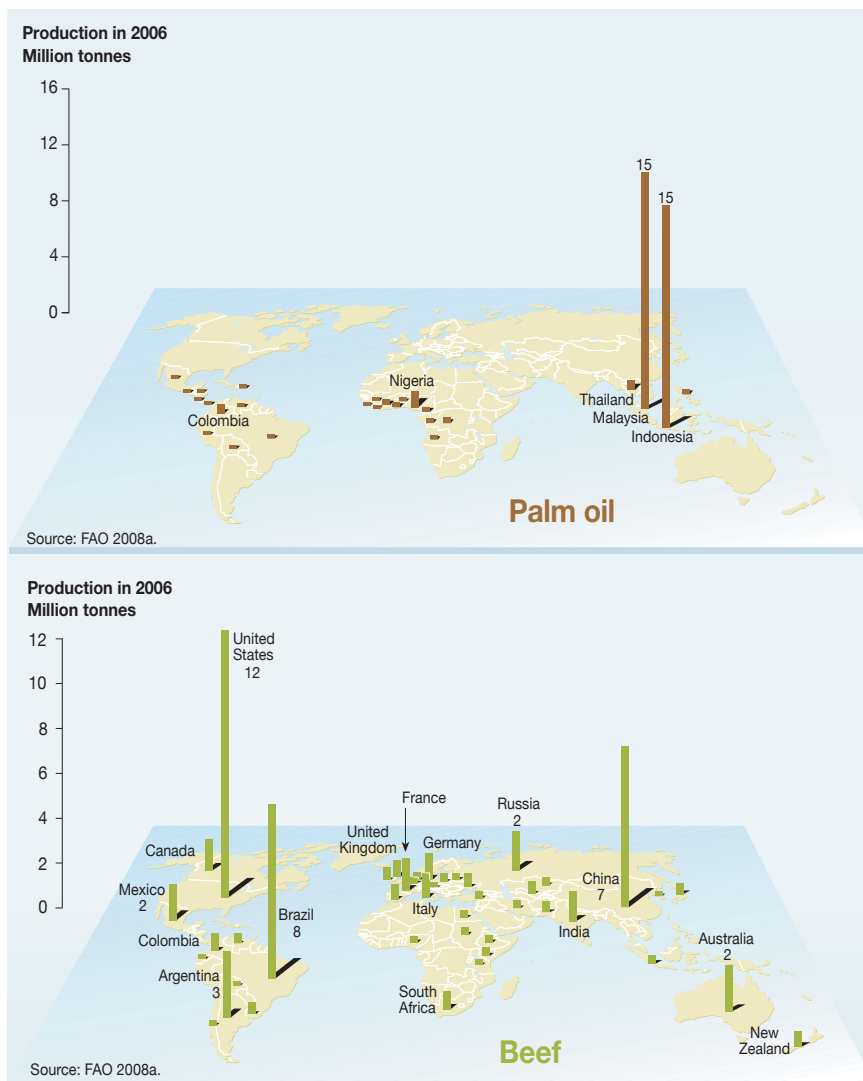 Production in 2006
Million tonnes
16
12
8
4
0
15
15
Nigeria
Colombia
Thailand
Malaysia
Indonesia
Palm oil
Source: FAO 2008a.
Production in 2006
Million tonnes
12
10
8
6
4
2
0
United
States
12
France
Russia
2
United
Kingdom
Germany
Canada
Mexico
2
China
7
Italy
India
Brazil
8
Colombia
Australia
2
Argentina
3
South
Africa
New
Zealand
Beef
Source: FAO 2008a.